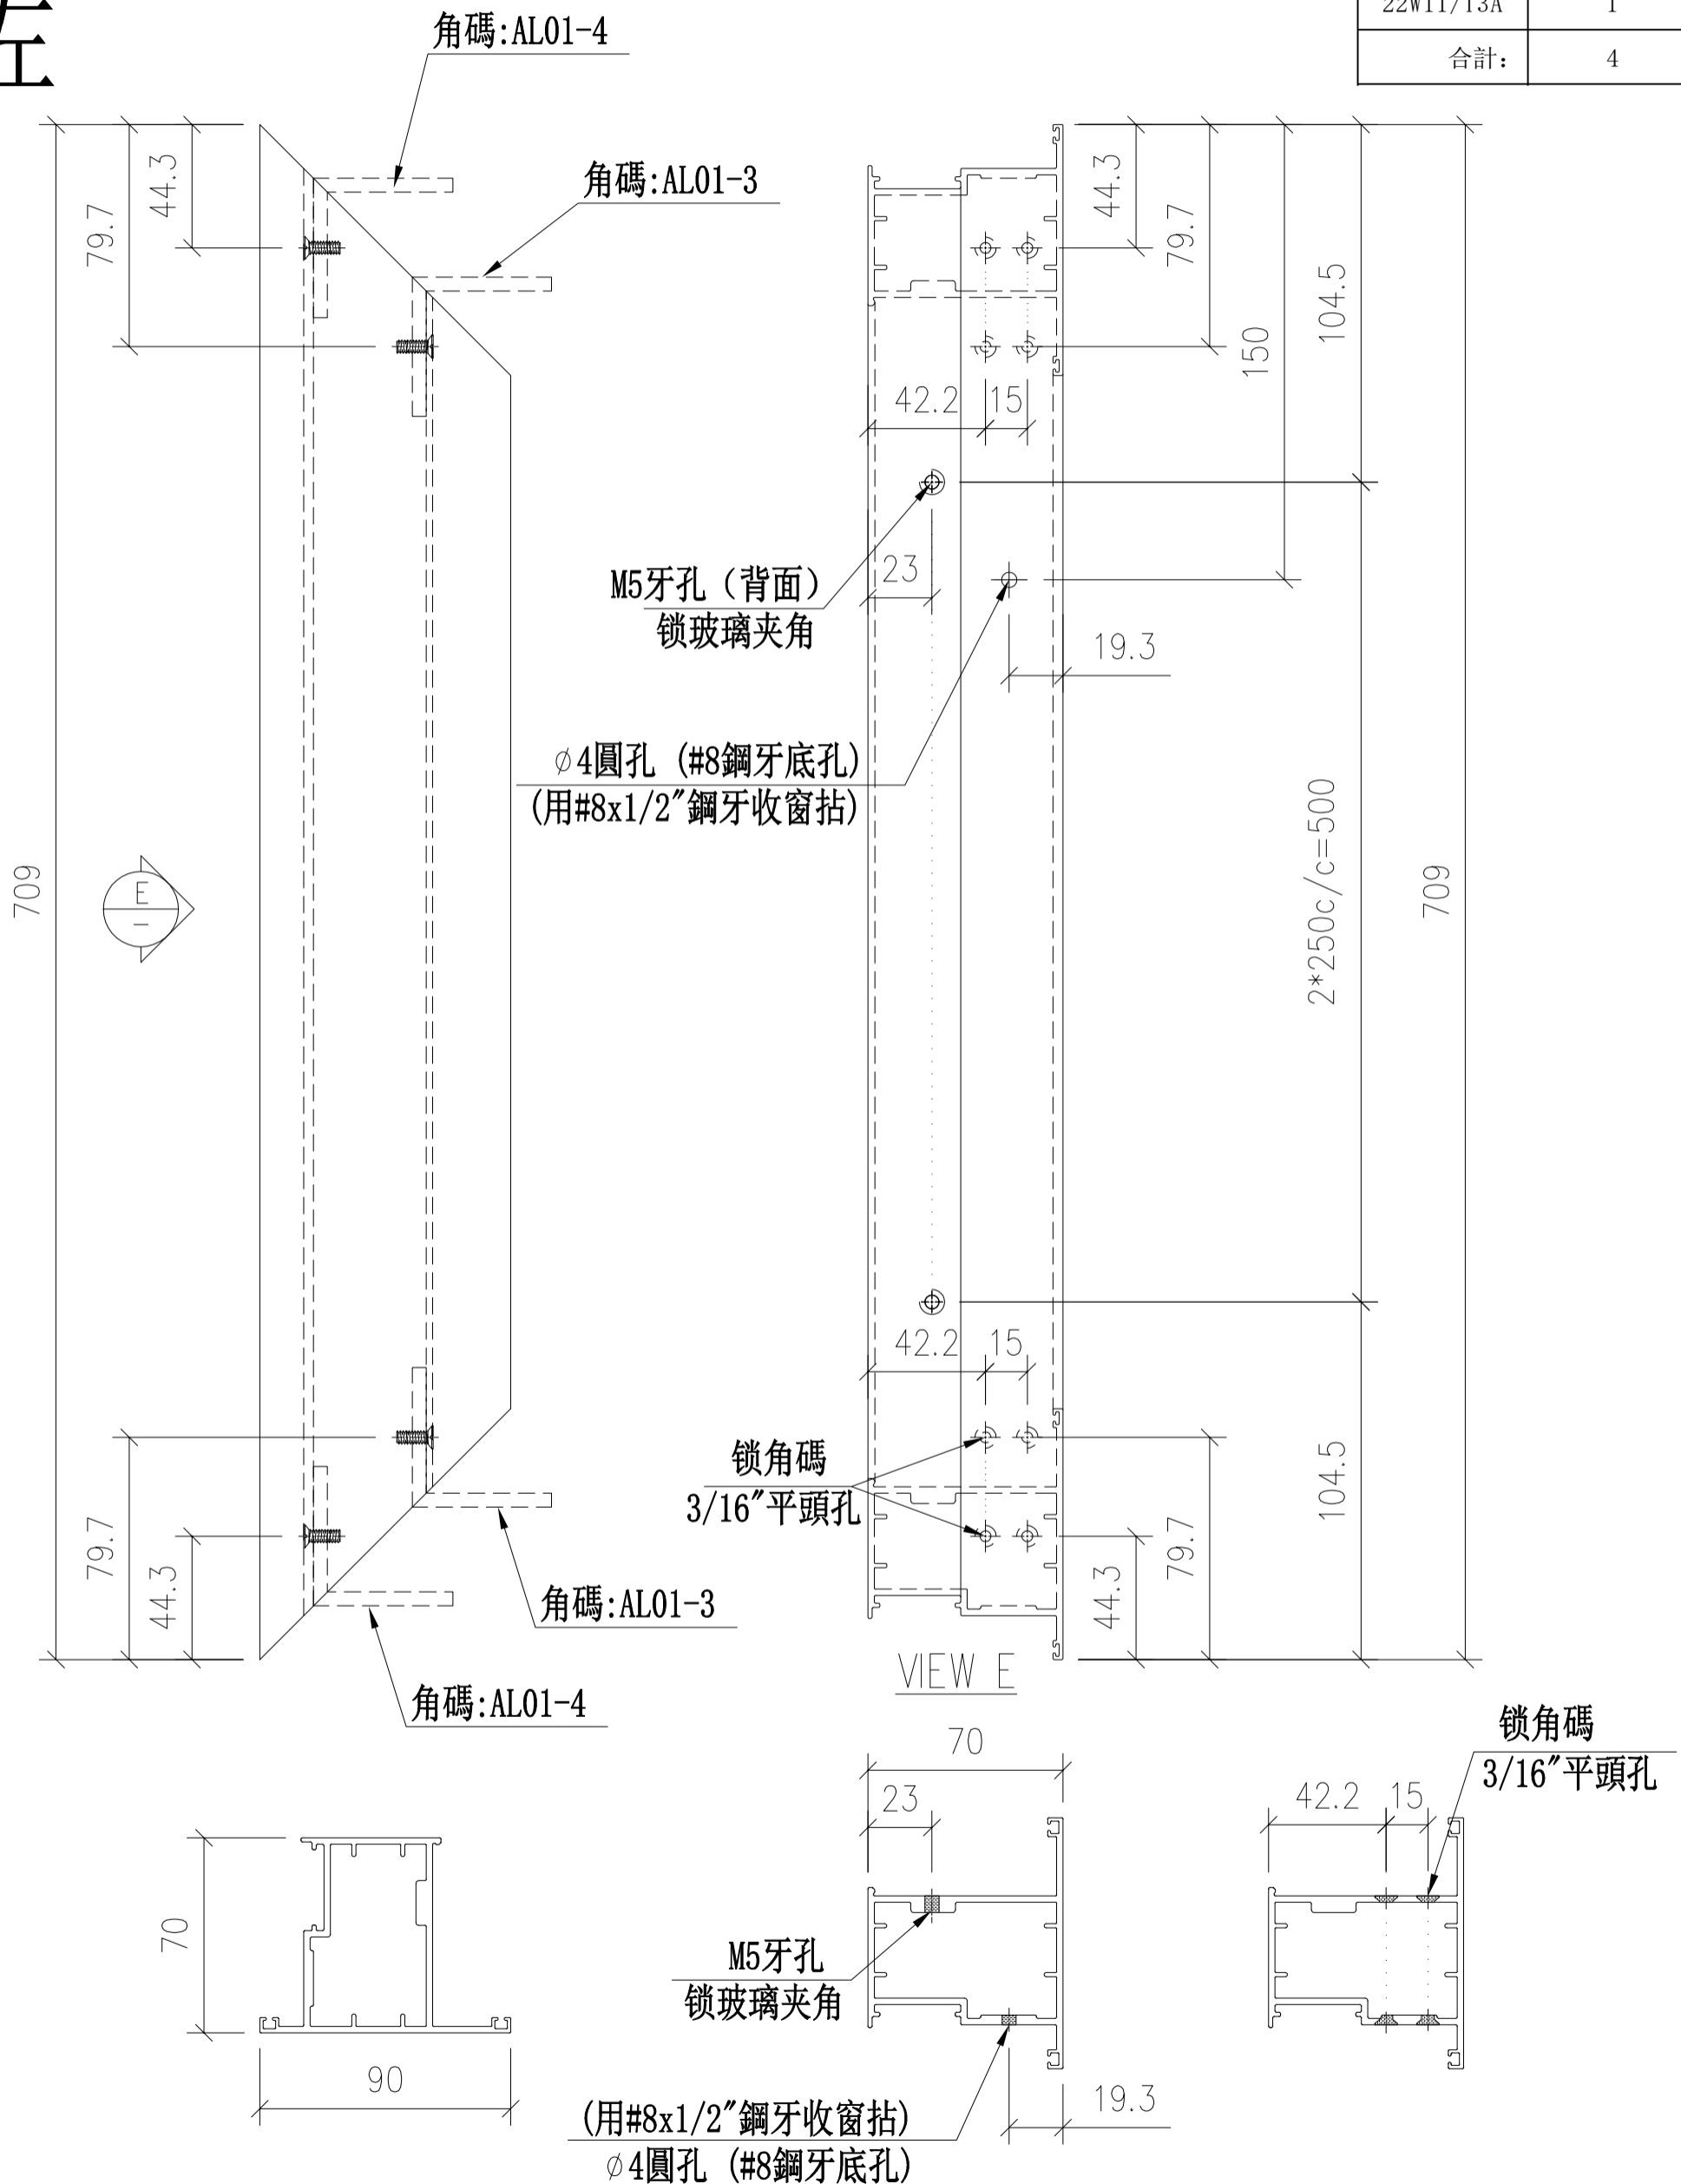 左
22W11/13A 1
合計: 4
角碼:AL01-4
角碼:AL01-3
44.3
79.7
709
44.3
79.7
104.5
150
42.2 15
M5牙孔（背面）
锁玻璃夹角
23
19.3
⌀4圓孔 (#8鋼牙底孔)
(用#8x1/2"鋼牙收窗拈)
2*250c/c=500
709
E
-
42.2 15
锁角碼
3/16"平頭孔
104.5
79.7
44.3
79.7
44.3
角碼:AL01-3
角碼:AL01-4
VIEW E
70
90
70
23
M5牙孔
锁玻璃夹角
19.3
(用#8x1/2"鋼牙收窗拈)
⌀4圓孔 (#8鋼牙底孔)
42.2 15
锁角碼
3/16"平頭孔